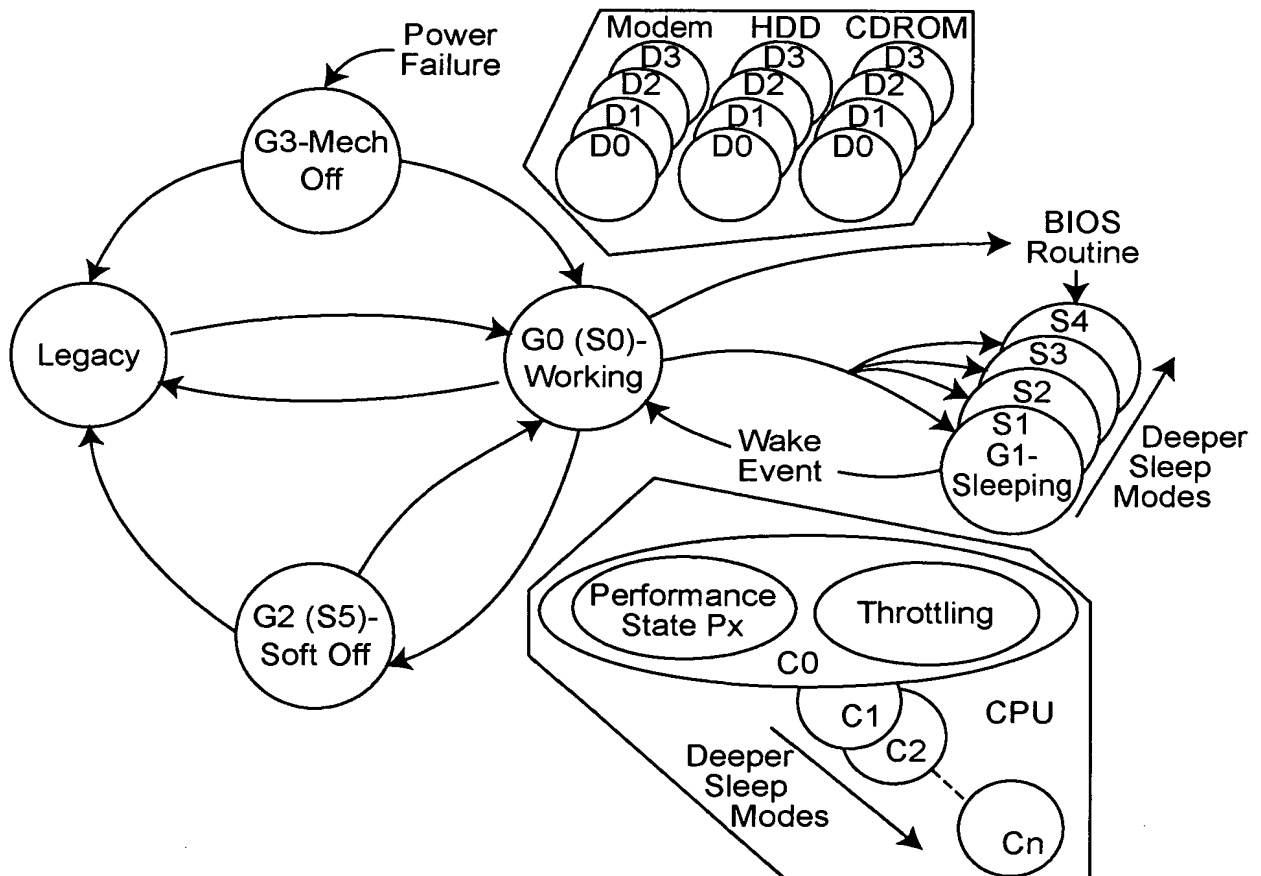 Power
Failure
G3-Mech
Off
Modem HDD CDROM
D3 D3 D3
D2 D2 D2
D1 D1 D1
D0 D0 D0
BIOS
Routine
Legacy
G0 (S0)-
Working
S4
S3
S2
S1
G1-
Sleeping
Deeper
Sleep
Modes
Wake
Event
G2 (S5)-
Soft Off
Performance
State Px
Throttling
C0
C1
C2
CPU
Deeper
Sleep
Modes
Cn